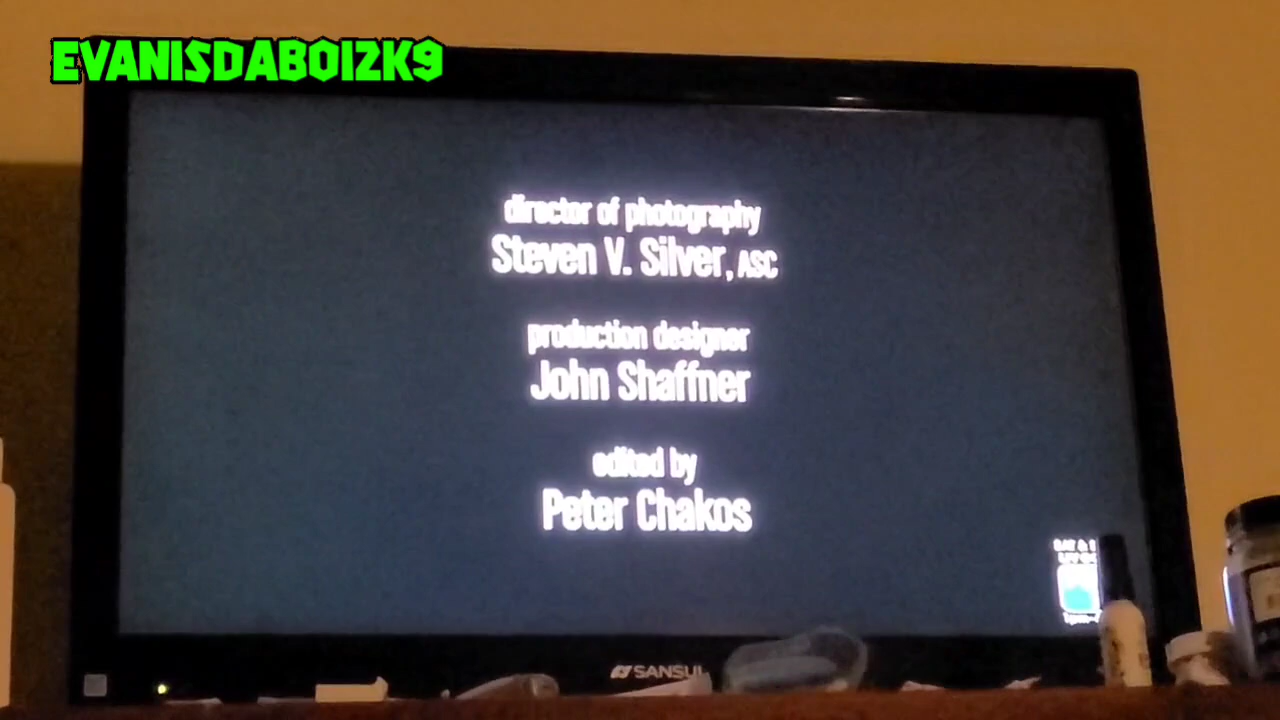 EVANISDABOIZK9
director of photography
Steven V. Silver, ASC
production designer
John Shaffner
edited by
Peter Chakos
SANSUI